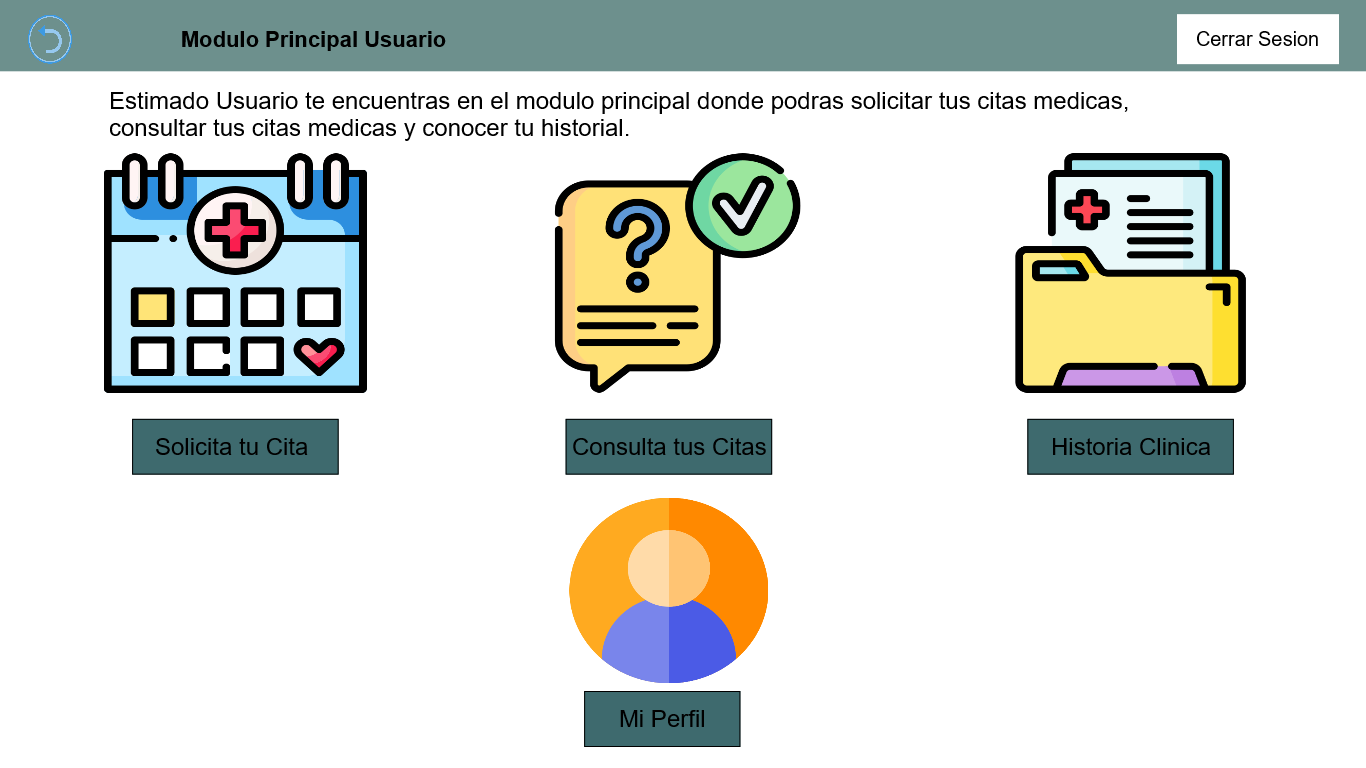 Modulo Principal Usuario
Cerrar Sesion
Estimado Usuario te encuentras en el modulo principal donde podras solicitar tus citas medicas,
consultar tus citas medicas y conocer tu historial.
Solicita tu Cita
Consulta tus Citas
Historia Clinica
Mi Perfil